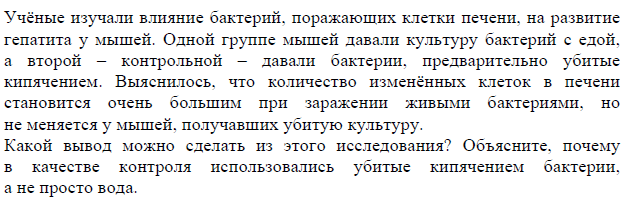 Учёные изучали влияние бактерий, поражающих клетки печени, на развитие
гепатита у мышей. Одной группе мышей давали культуру бактерий с едой,
а второй – контрольной – давали бактерии, предварительно убитые
кипячением. Выяснилось, что количество изменённых клеток в печени
становится очень большим при заражении живыми бактериями, но
не меняется у мышей, получавших убитую культуру.
Какой вывод можно сделать из этого исследования? Объясните, почему
в качестве контроля использовались убитые кипячением бактерии,
а не просто вода.